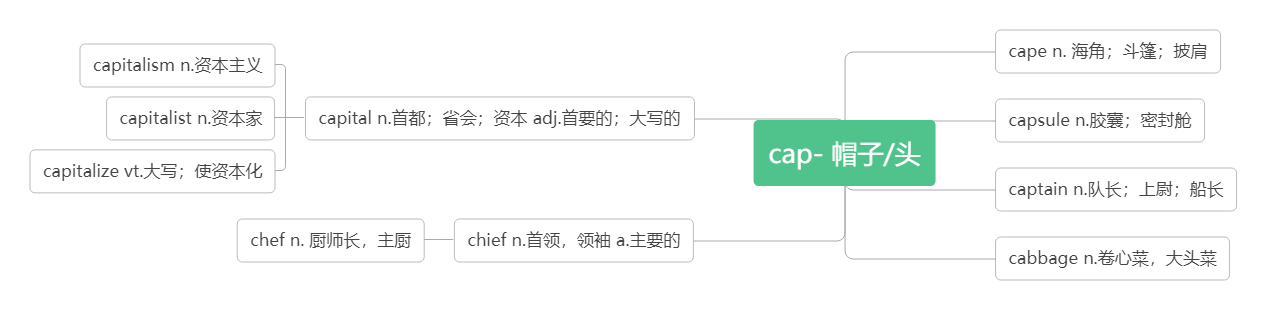 cap- 帽子/头
cape n. 海角；斗篷；披肩
capsule n.胶囊；密封舱
captain n.队长；上尉；船长
cabbage n.卷心菜，大头菜
capital n.首都；省会；资本 adj.首要的；大写的
capitalism n.资本主义
capitalist n.资本家
capitalize vt.大写；使资本化
chief n.首领，领袖 a.主要的
chef n. 厨师长，主厨